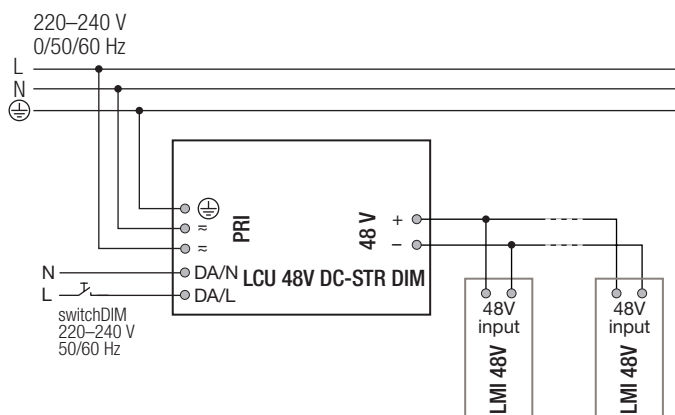 220–240 V
0/50/60 Hz
L
N
PRI
≂
≂
48 V
+
−
N
DA/N
LCU 48V DC-STR DIM
L
DA/L
switchDIM
220–240 V
50/60 Hz
48V
input
LMI 48V
48V
input
LMI 48V